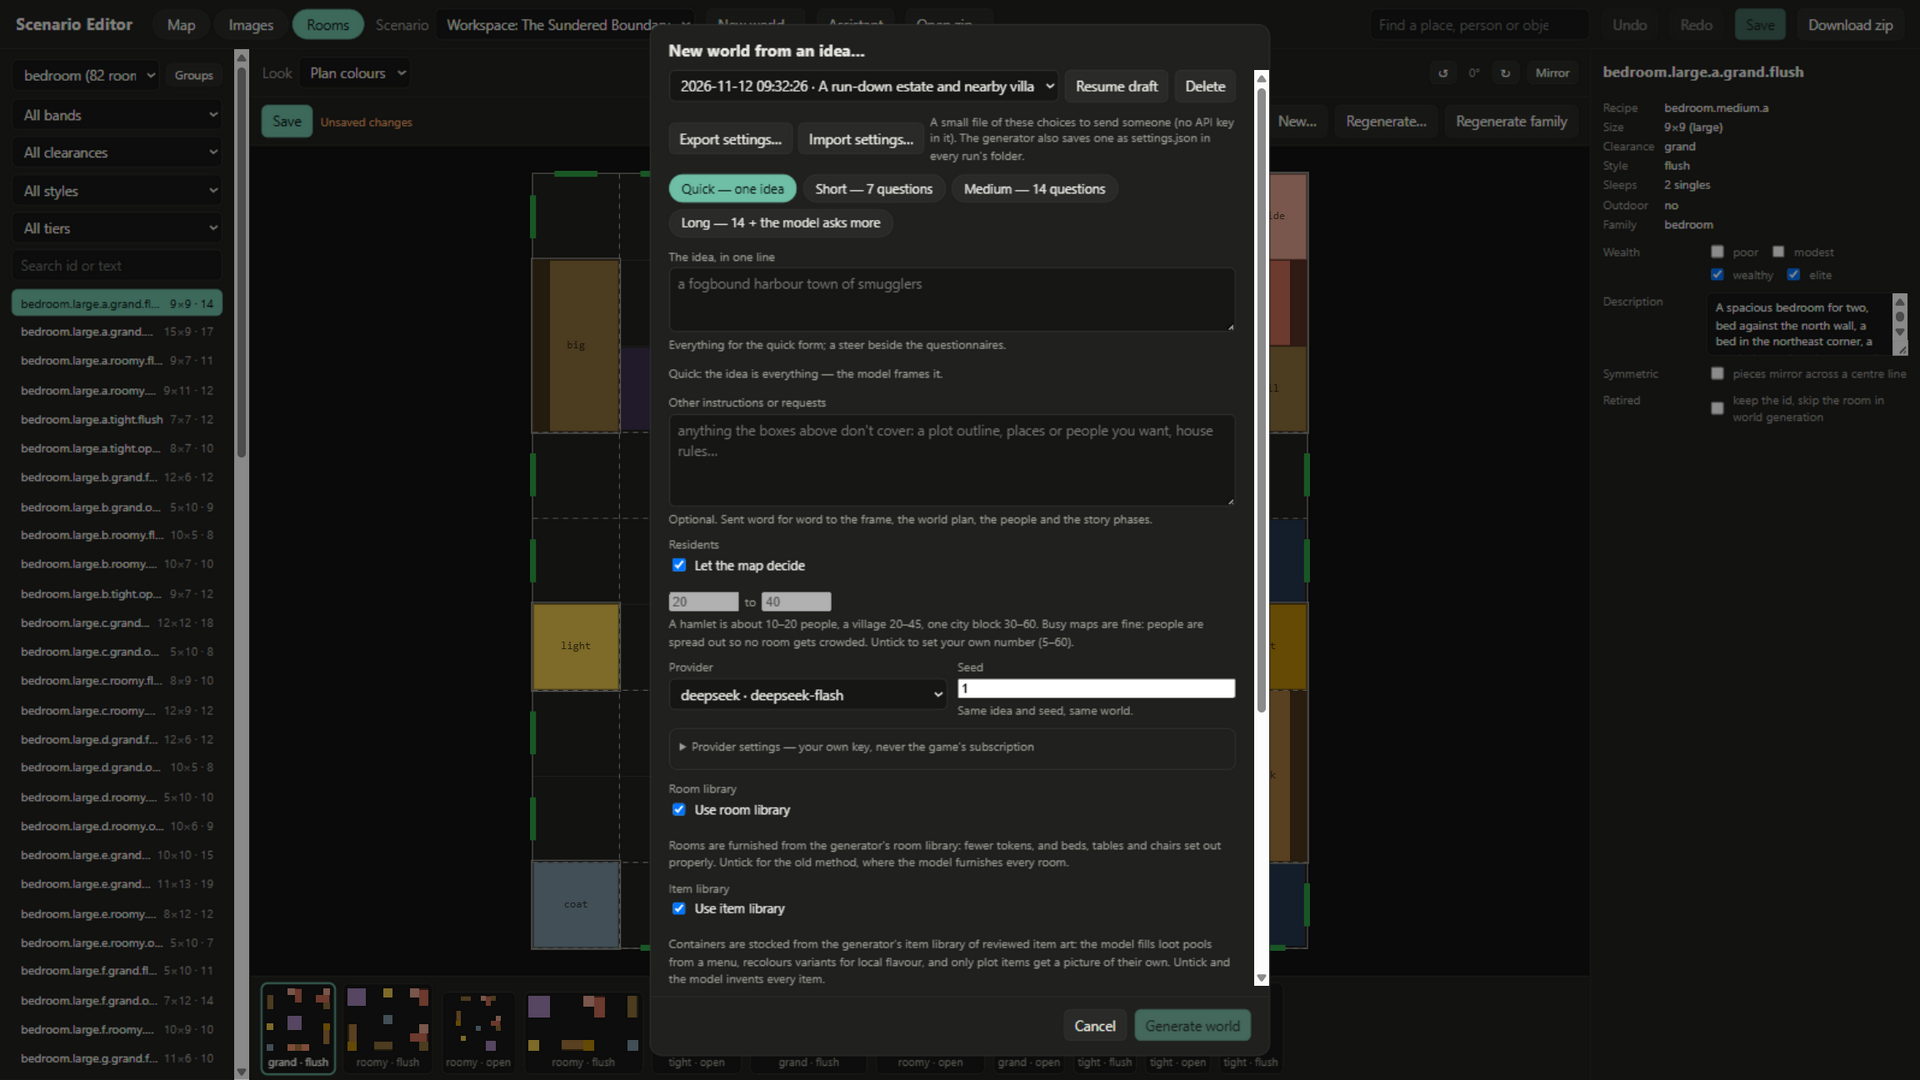 Scenario Editor
Map
Images
Rooms
Scenario
Workspace: The Sundered Boundary
New world
Assistant
Open zip
Find a place, person or obje
Undo
Redo
Save
Download zip
bedroom (82 room
Groups
All bands
All clearances
All styles
All tiers
Search id or text
bedroom.large.a.grand.fl... 9×9 · 14
bedroom.large.a.grand.... 15×9 · 17
bedroom.large.a.roomy.fl... 9×7 · 11
bedroom.large.a.roomy.... 9×11 · 12
bedroom.large.a.tight.flush 7×7 · 12
bedroom.large.a.tight.op... 8×7 · 10
bedroom.large.b.grand.f... 12×6 · 12
bedroom.large.b.grand.o... 5×10 · 9
bedroom.large.b.roomy.fl... 10×5 · 8
bedroom.large.b.roomy.... 10×7 · 10
bedroom.large.b.tight.op... 9×7 · 12
bedroom.large.c.grand.... 12×12 · 18
bedroom.large.c.grand.o... 5×10 · 8
bedroom.large.c.roomy.fl... 8×9 · 10
bedroom.large.c.roomy.... 12×9 · 12
bedroom.large.d.grand.f... 12×6 · 12
bedroom.large.d.grand.o... 10×5 · 8
bedroom.large.d.roomy.... 5×10 · 10
bedroom.large.d.roomy.o... 10×6 · 9
bedroom.large.e.grand.... 10×10 · 15
bedroom.large.e.grand.... 11×13 · 19
bedroom.large.e.roomy.... 8×12 · 12
bedroom.large.e.roomy.o... 5×10 · 7
bedroom.large.f.grand.fl... 5×10 · 11
bedroom.large.f.grand.o... 7×12 · 14
bedroom.large.f.roomy.... 10×9 · 10
bedroom.large.g.grand.f... 11×6 · 10
Look
Plan colours
0°
Mirror
Save
Unsaved changes
New...
Regenerate...
Regenerate family
big
light
coat
grand · flush
roomy · flush
roomy · open
roomy · flush
tight · open
grand · flush
roomy · open
grand · open
tight · flush
tight · open
tight · flush
New world from an idea...
2026-11-12 09:32:26 · A run-down estate and nearby villa
Resume draft
Delete
Export settings...
Import settings...
A small file of these choices to send someone (no API key
in it). The generator also saves one as settings.json in
every run's folder.
Quick — one idea
Short — 7 questions
Medium — 14 questions
Long — 14 + the model asks more
The idea, in one line
a fogbound harbour town of smugglers
Everything for the quick form; a steer beside the questionnaires.
Quick: the idea is everything — the model frames it.
Other instructions or requests
anything the boxes above don't cover: a plot outline, places or people you want, house
rules...
Optional. Sent word for word to the frame, the world plan, the people and the story phases.
Residents
Let the map decide
20 to 40
A hamlet is about 10–20 people, a village 20–45, one city block 30–60. Busy maps are fine: people are
spread out so no room gets crowded. Untick to set your own number (5–60).
Provider
deepseek · deepseek-flash
Seed
1
Same idea and seed, same world.
Provider settings — your own key, never the game's subscription
Room library
Use room library
Rooms are furnished from the generator's room library: fewer tokens, and beds, tables and chairs set out
properly. Untick for the old method, where the model furnishes every room.
Item library
Use item library
Containers are stocked from the generator's item library of reviewed item art: the model fills loot pools
from a menu, recolours variants for local flavour, and only plot items get a picture of their own. Untick and
the model invents every item.
Cancel
Generate world
bedroom.large.a.grand.flush
Recipe bedroom.medium.a
Size 9×9 (large)
Clearance grand
Style flush
Sleeps 2 singles
Outdoor no
Family bedroom
Wealth poor modest
wealthy elite
Description
A spacious bedroom for two,
bed against the north wall, a
bed in the northeast corner, a
Symmetric pieces mirror across a centre line
Retired keep the id, skip the room in
world generation